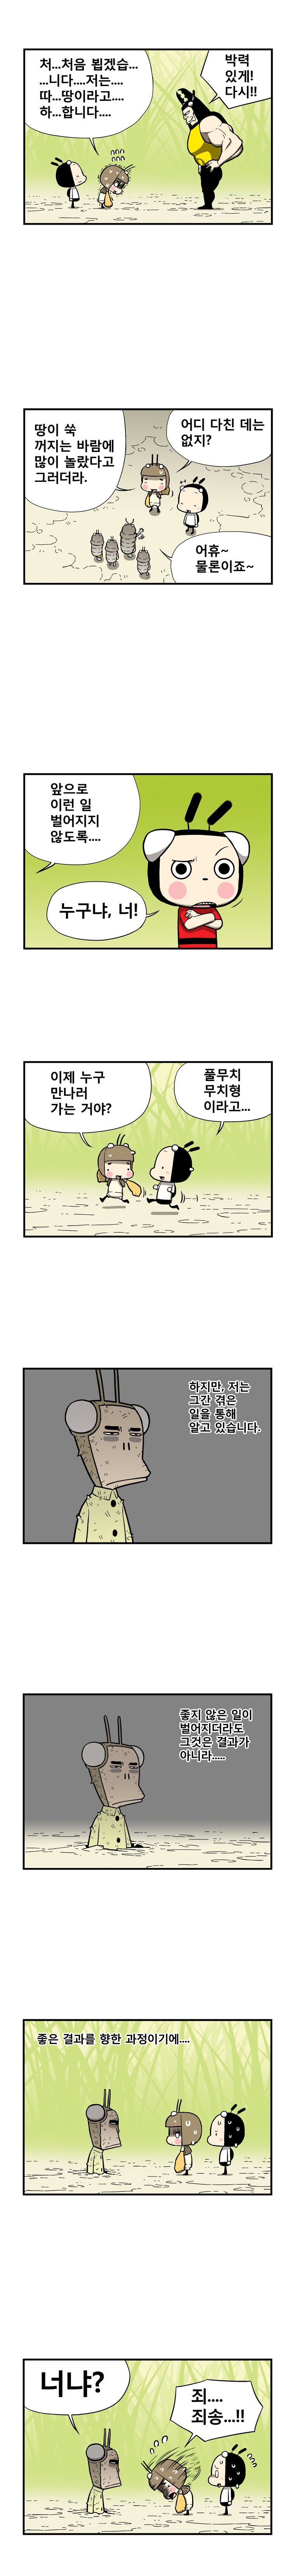 처...처음 뵙겠습...
...니다....저는....
따...땅이라고....
하...합니다....
박력
있게!
다시!!
땅이 쑥
꺼지는 바람에
많이 놀랐다고
그러더라.
어디 다친 데는
없지?
어휴~
물론이죠~
앞으로
이런 일
벌어지지
않도록....
누구냐, 너!
이제 누구
만나러
가는 거야?
풀무치
무치형
이라고...
하지만, 저는
그간 겪은
일을 통해
알고 있습니다.
좋지 않은 일이
벌어지더라도
그것은 결과가
아니라.....
좋은 결과를 향한 과정이기에....
너냐?
죄....
죄송...!!